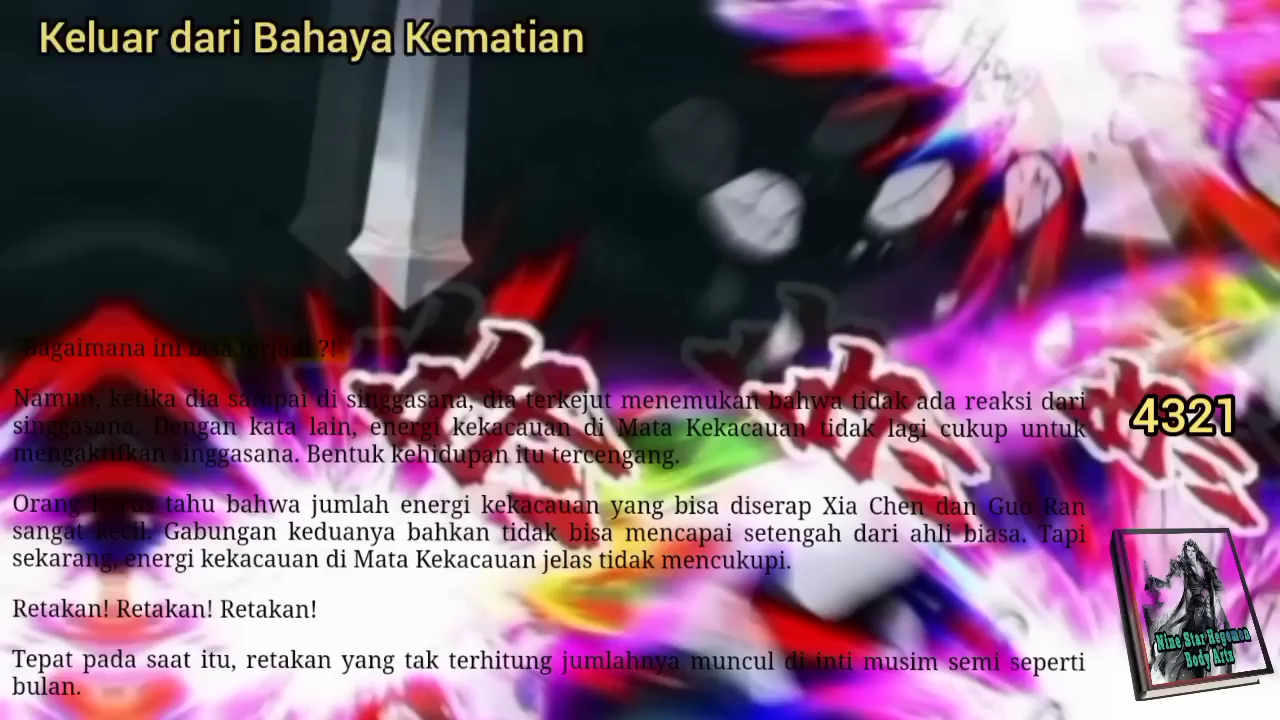 Keluar dari Bahaya Kematian
"Bagaimana ini bisa terjadi ?!"
Namun, ketika dia sampai di singgasana, dia terkejut menemukan bahwa tidak ada reaksi dari
singgasana. Dengan kata lain, energi kekacauan di Mata Kekacauan tidak lagi cukup untuk
mengaktifkan singgasana. Bentuk kehidupan itu tercengang.
4321
Orang harus tahu bahwa jumlah energi kekacauan yang bisa diserap Xia Chen dan Guo Ran
sangat kecil. Gabungan keduanya bahkan tidak bisa mencapai setengah dari ahli biasa. Tapi
sekarang, energi kekacauan di Mata Kekacauan jelas tidak mencukupi.
Retakan! Retakan! Retakan!
Tepat pada saat itu, retakan yang tak terhitung jumlahnya muncul di inti musim semi seperti
bulan.
Nine Star Hegemon
Body Arts